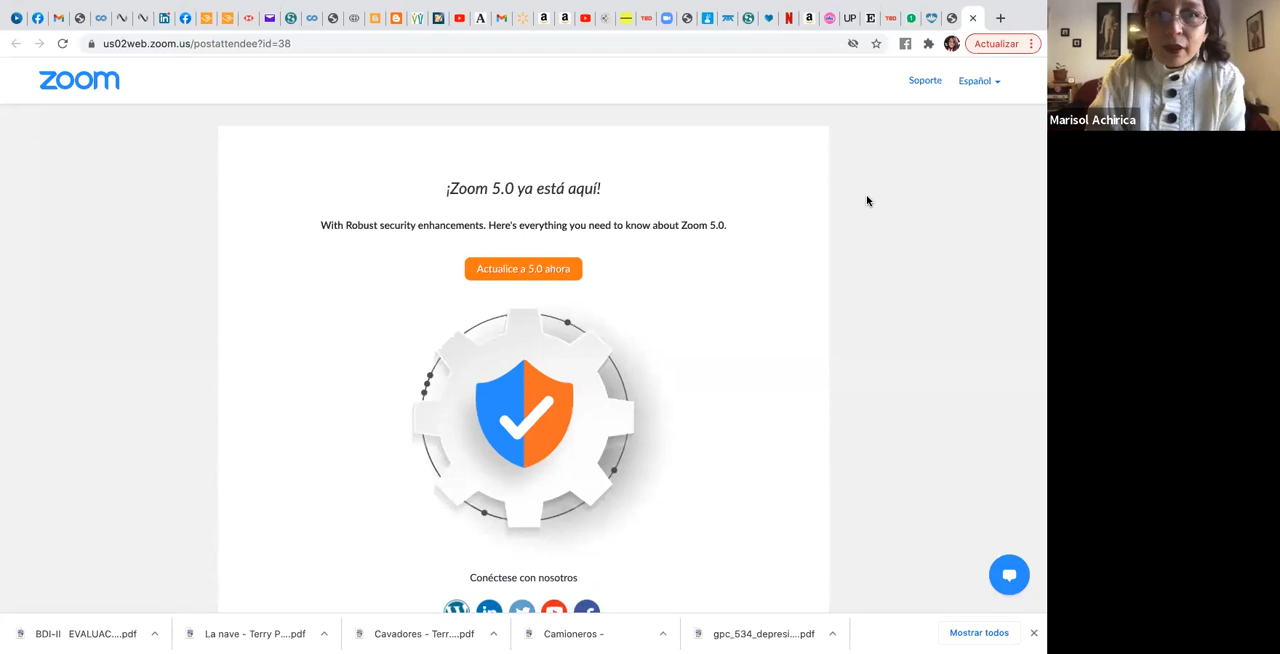 UP
us02web.zoom.us/postattendee?id=38
Actualizar
zoom
Soporte
Español
Marisol Achirica
¡Zoom 5.0 ya está aquí!
With Robust security enhancements. Here's everything you need to know about Zoom 5.0.
Actualice a 5.0 ahora
Conéctese con nosotros
BDI-II EVALUAC....pdf
La nave - Terry P....pdf
Cavadores - Terr....pdf
Camioneros -
gpc_534_depresi....pdf
Mostrar todos